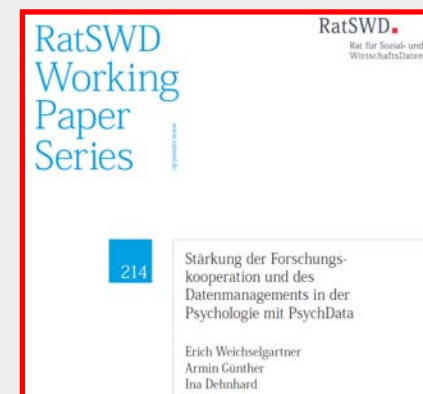 RatSWD
Working
Paper
Series
RatSWD.
Rat für Sozial- und
WirtschaftsDaten
214
Stärkung der Forschungs-
kooperation und des
Datenmanagements in der
Psychologie mit PsychData
Erich Weichselgartner
Armin Günther
Ina Dehnhard